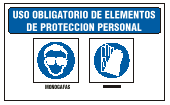 USO OBLIGATORIO DE ELEMENTOS
DE PROTECCION PERSONAL
MONOGAFAS